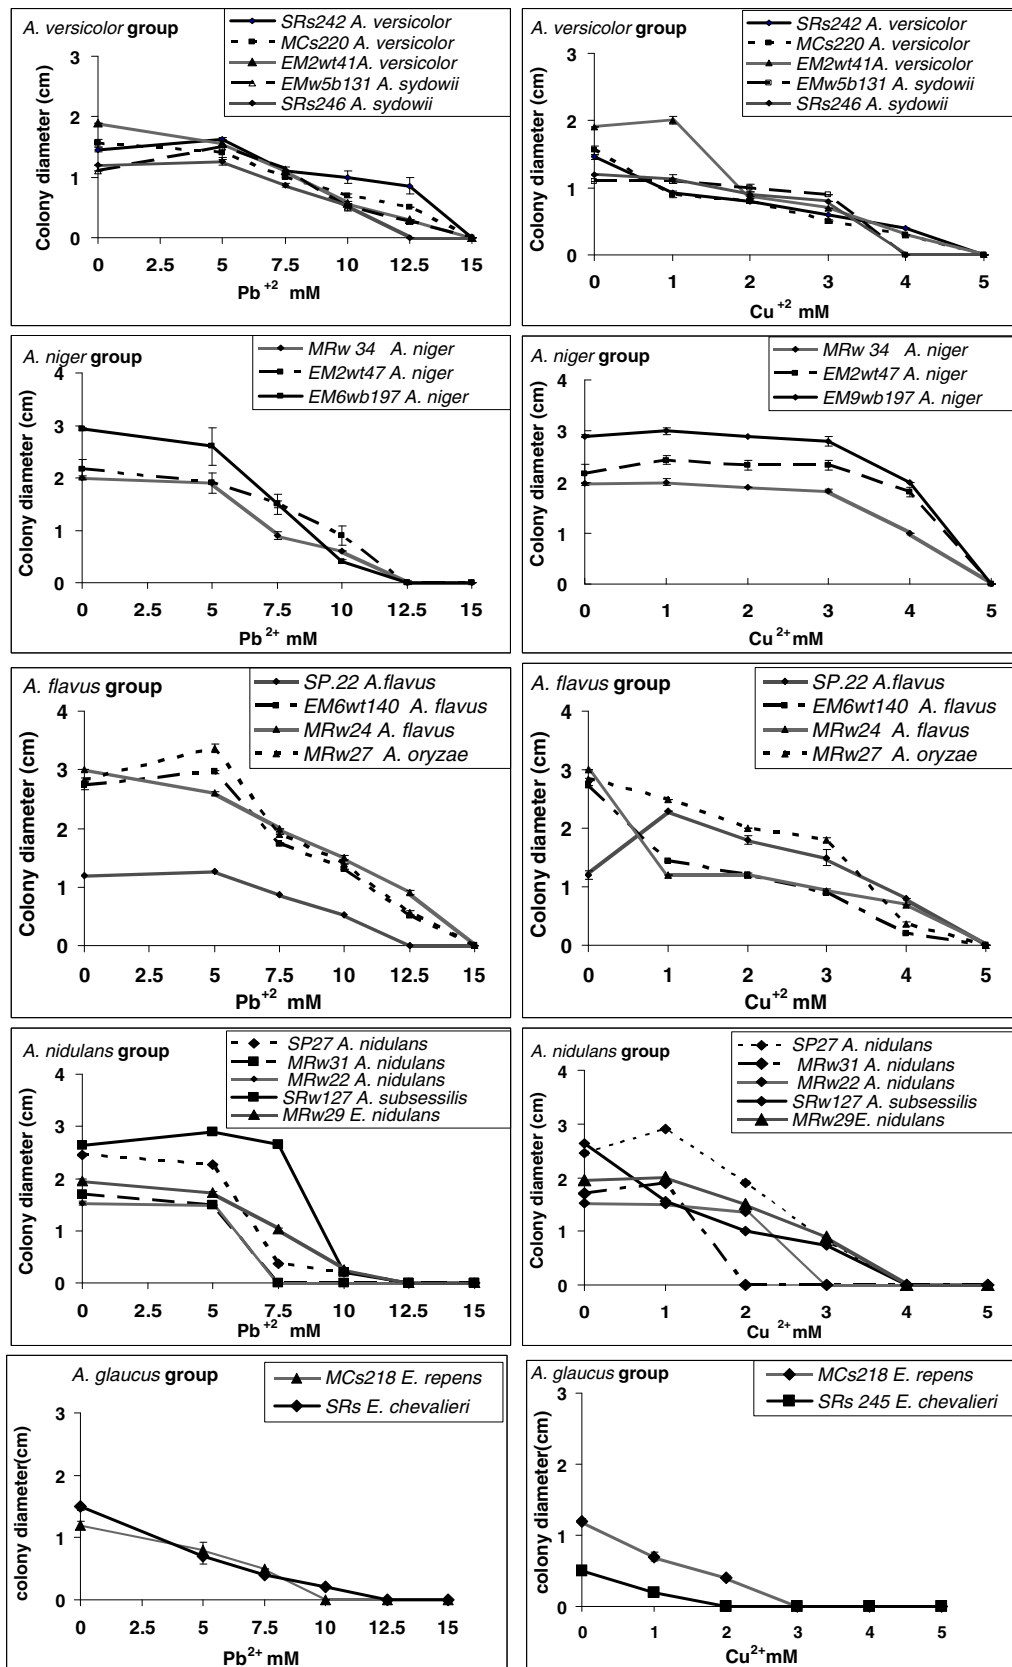 A. versicolor group
SRs242 A. versicolor
MCs220 A. versicolor
EM2wt41A. versicolor
EMw5b131 A. sydowii
SRs246 A. sydowii
Colony diameter (cm)
3
2
1
0
0 2.5 5 7.5 10 12.5 15
Pb+2 mM
A. versicolor group
SRs242 A. versicolor
MCs220 A. versicolor
EM2wt41 A. versicolor
EMw5b131 A. sydowii
SRs246 A. sydowii
Colony diameter (cm)
3
2
1
0
0 1 2 3 4 5
Cu+2 mM
A. niger group
MRw 34 A. niger
EM2wt47 A. niger
EM6wb197 A. niger
Colony diameter (cm)
4
3
2
1
0
0 2.5 5 7.5 10 12.5 15
Pb2+ mM
A. niger group
MRw 34 A. niger
EM2wt47 A. niger
EM9wb197 A. niger
Colony diameter (cm)
4
3
2
1
0
0 1 2 3 4 5
Cu2+mM
A. flavus group
SP.22 A.flavus
EM6wt140 A. flavus
MRw24 A. flavus
MRw27 A. oryzae
Colony diameter (cm)
4
3
2
1
0
0 2.5 5 7.5 10 12.5 15
Pb+2 mM
A. flavus group
SP.22 A.flavus
EM6wt140 A. flavus
MRw24 A. flavus
MRw27 A. oryzae
Colony diameter (cm)
4
3
2
1
0
0 1 2 3 4 5
Cu+2 mM
A. nidulans group
SP27 A. nidulans
MRw31 A. nidulans
MRw22 A. nidulans
SRw127 A. subsessilis
MRw29 E. nidulans
Colony diameter (cm)
4
3
2
1
0
0 2.5 5 7.5 10 12.5 15
Pb+2 mM
A. nidulans group
SP27 A. nidulans
MRw31 A. nidulans
MRw22 A. nidulans
SRw127 A. subsessilis
MRw29E. nidulans
Colony diameter (cm)
4
3
2
1
0
0 1 2 3 4 5
Cu 2+mM
A. glaucus group
MCs218 E. repens
SRs E. chevalieri
colony diameter(cm)
3
2
1
0
0 2.5 5 7.5 10 12.5 15
Pb2+ mM
A. glaucus group
MCs218 E. repens
SRs 245 E. chevalieri
colony diameter (cm)
3
2
1
0
0 1 2 3 4 5
Cu2+mM